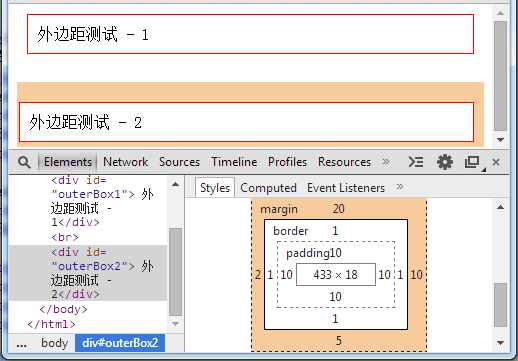 外边距测试 - 1
外边距测试 - 2
Elements Network Sources Timeline Profiles Resources »
<div id=
"outerBox1"> 外
边距测试 -
1</div>
<br>
<div id=
"outerBox2"> 外
边距测试 -
2</div>
</body>
</html>
... body div#outerBox2
Styles Computed Event Listeners »
margin 20
border 1
padding10
2 1 10 433 × 18 10 1 10
10
1
5